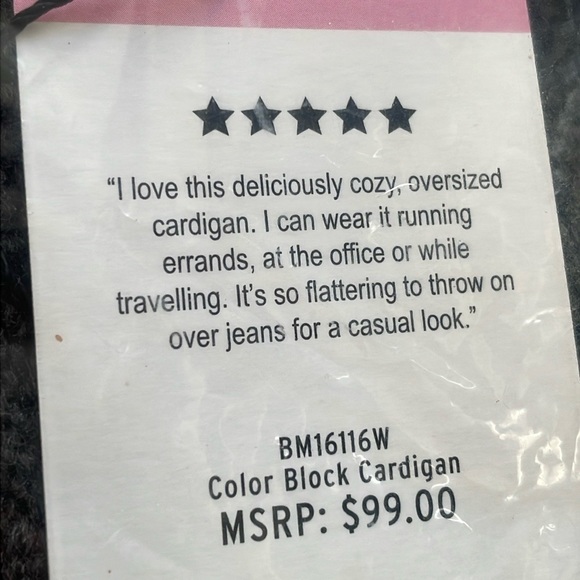 ★★★★★
“I love this deliciously cozy, oversized
cardigan. I can wear it running
errands, at the office or while
travelling. It’s so flattering to throw on
over jeans for a casual look.”
BM16116W
Color Block Cardigan
MSRP: $99.00